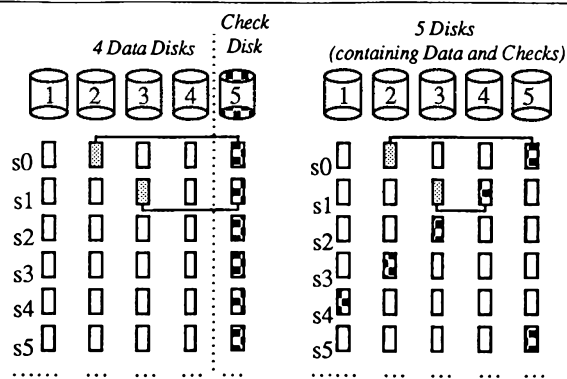 Check
4 Data Disks Disk
1 2 3 4 5
s0
s1
s2
s3
s4
s5
...... ... ... ... ...
5 Disks
(containing Data and Checks)
1 2 3 4 5
s0
s1
s2
s3
s4
s5
...... ... ... ... ...